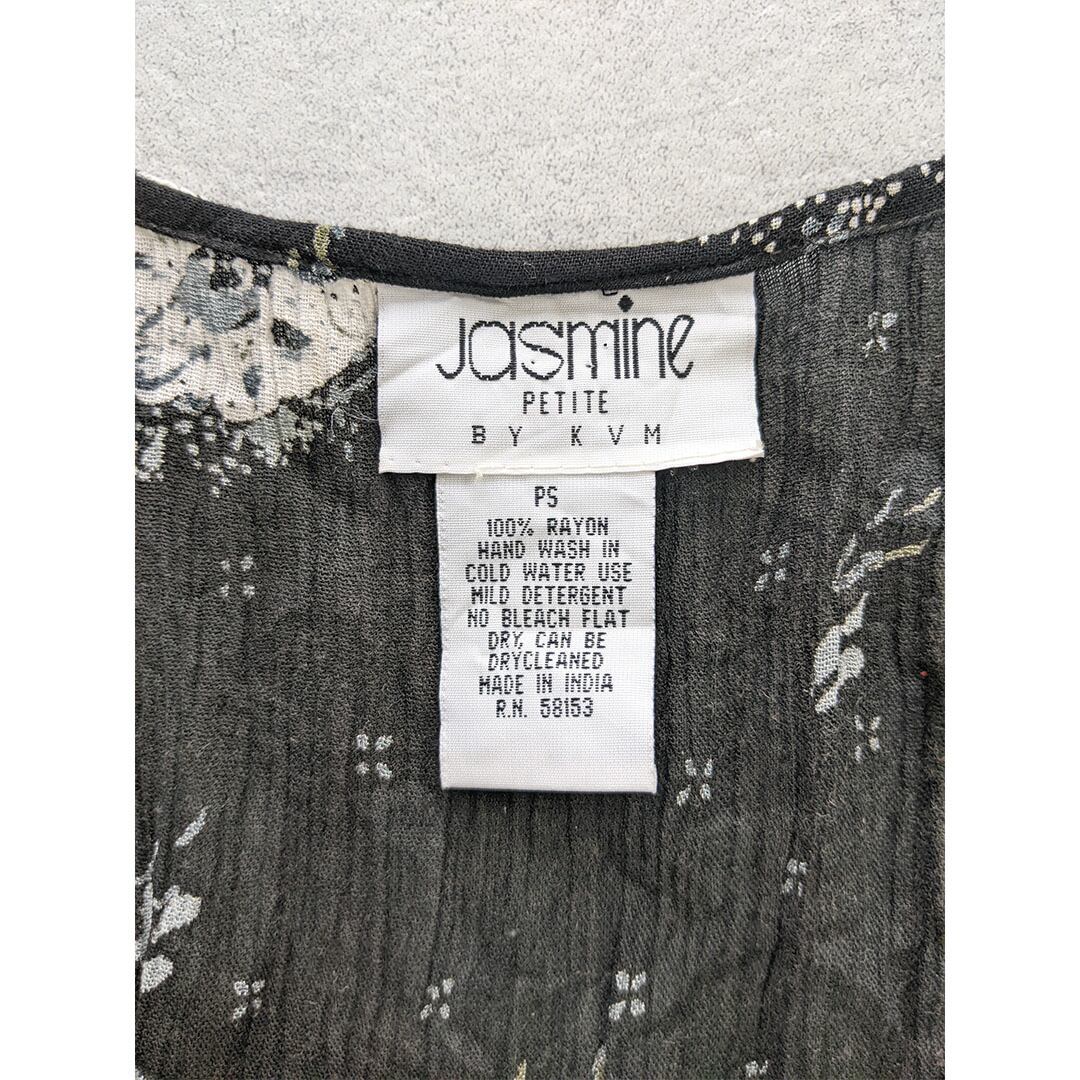 Jasmine
PETITE
BY KVM
PS
100% RAYON
HAND WASH IN
COLD WATER USE
MILD DETERGENT
NO BLEACH FLAT
DRY, CAN BE
DRYCLEANED
MADE IN INDIA
R.N. 58153